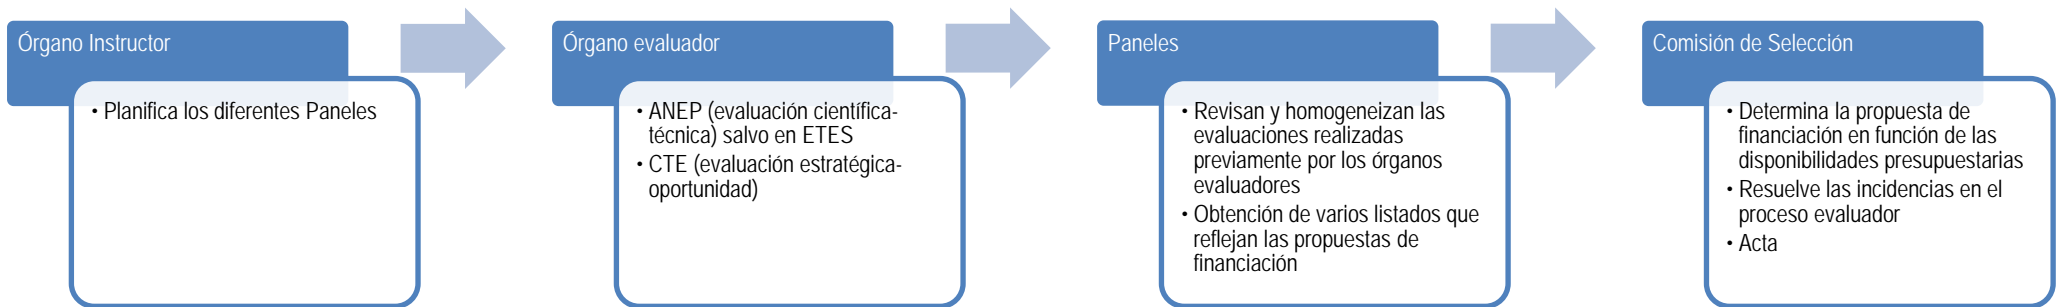 Órgano Instructor
• Planifica los diferentes Paneles
Órgano evaluador
• ANEP (evaluación científica-
técnica) salvo en ETES
• CTE (evaluación estratégica-
oportunidad)
Paneles
• Revisan y homogeneizan las
evaluaciones realizadas
previamente por los órganos
evaluadores
• Obtención de varios listados que
reflejan las propuestas de
financiación
Comisión de Selección
• Determina la propuesta de
financiación en función de las
disponibilidades presupuestarias
• Resuelve las incidencias en el
proceso evaluador
• Acta